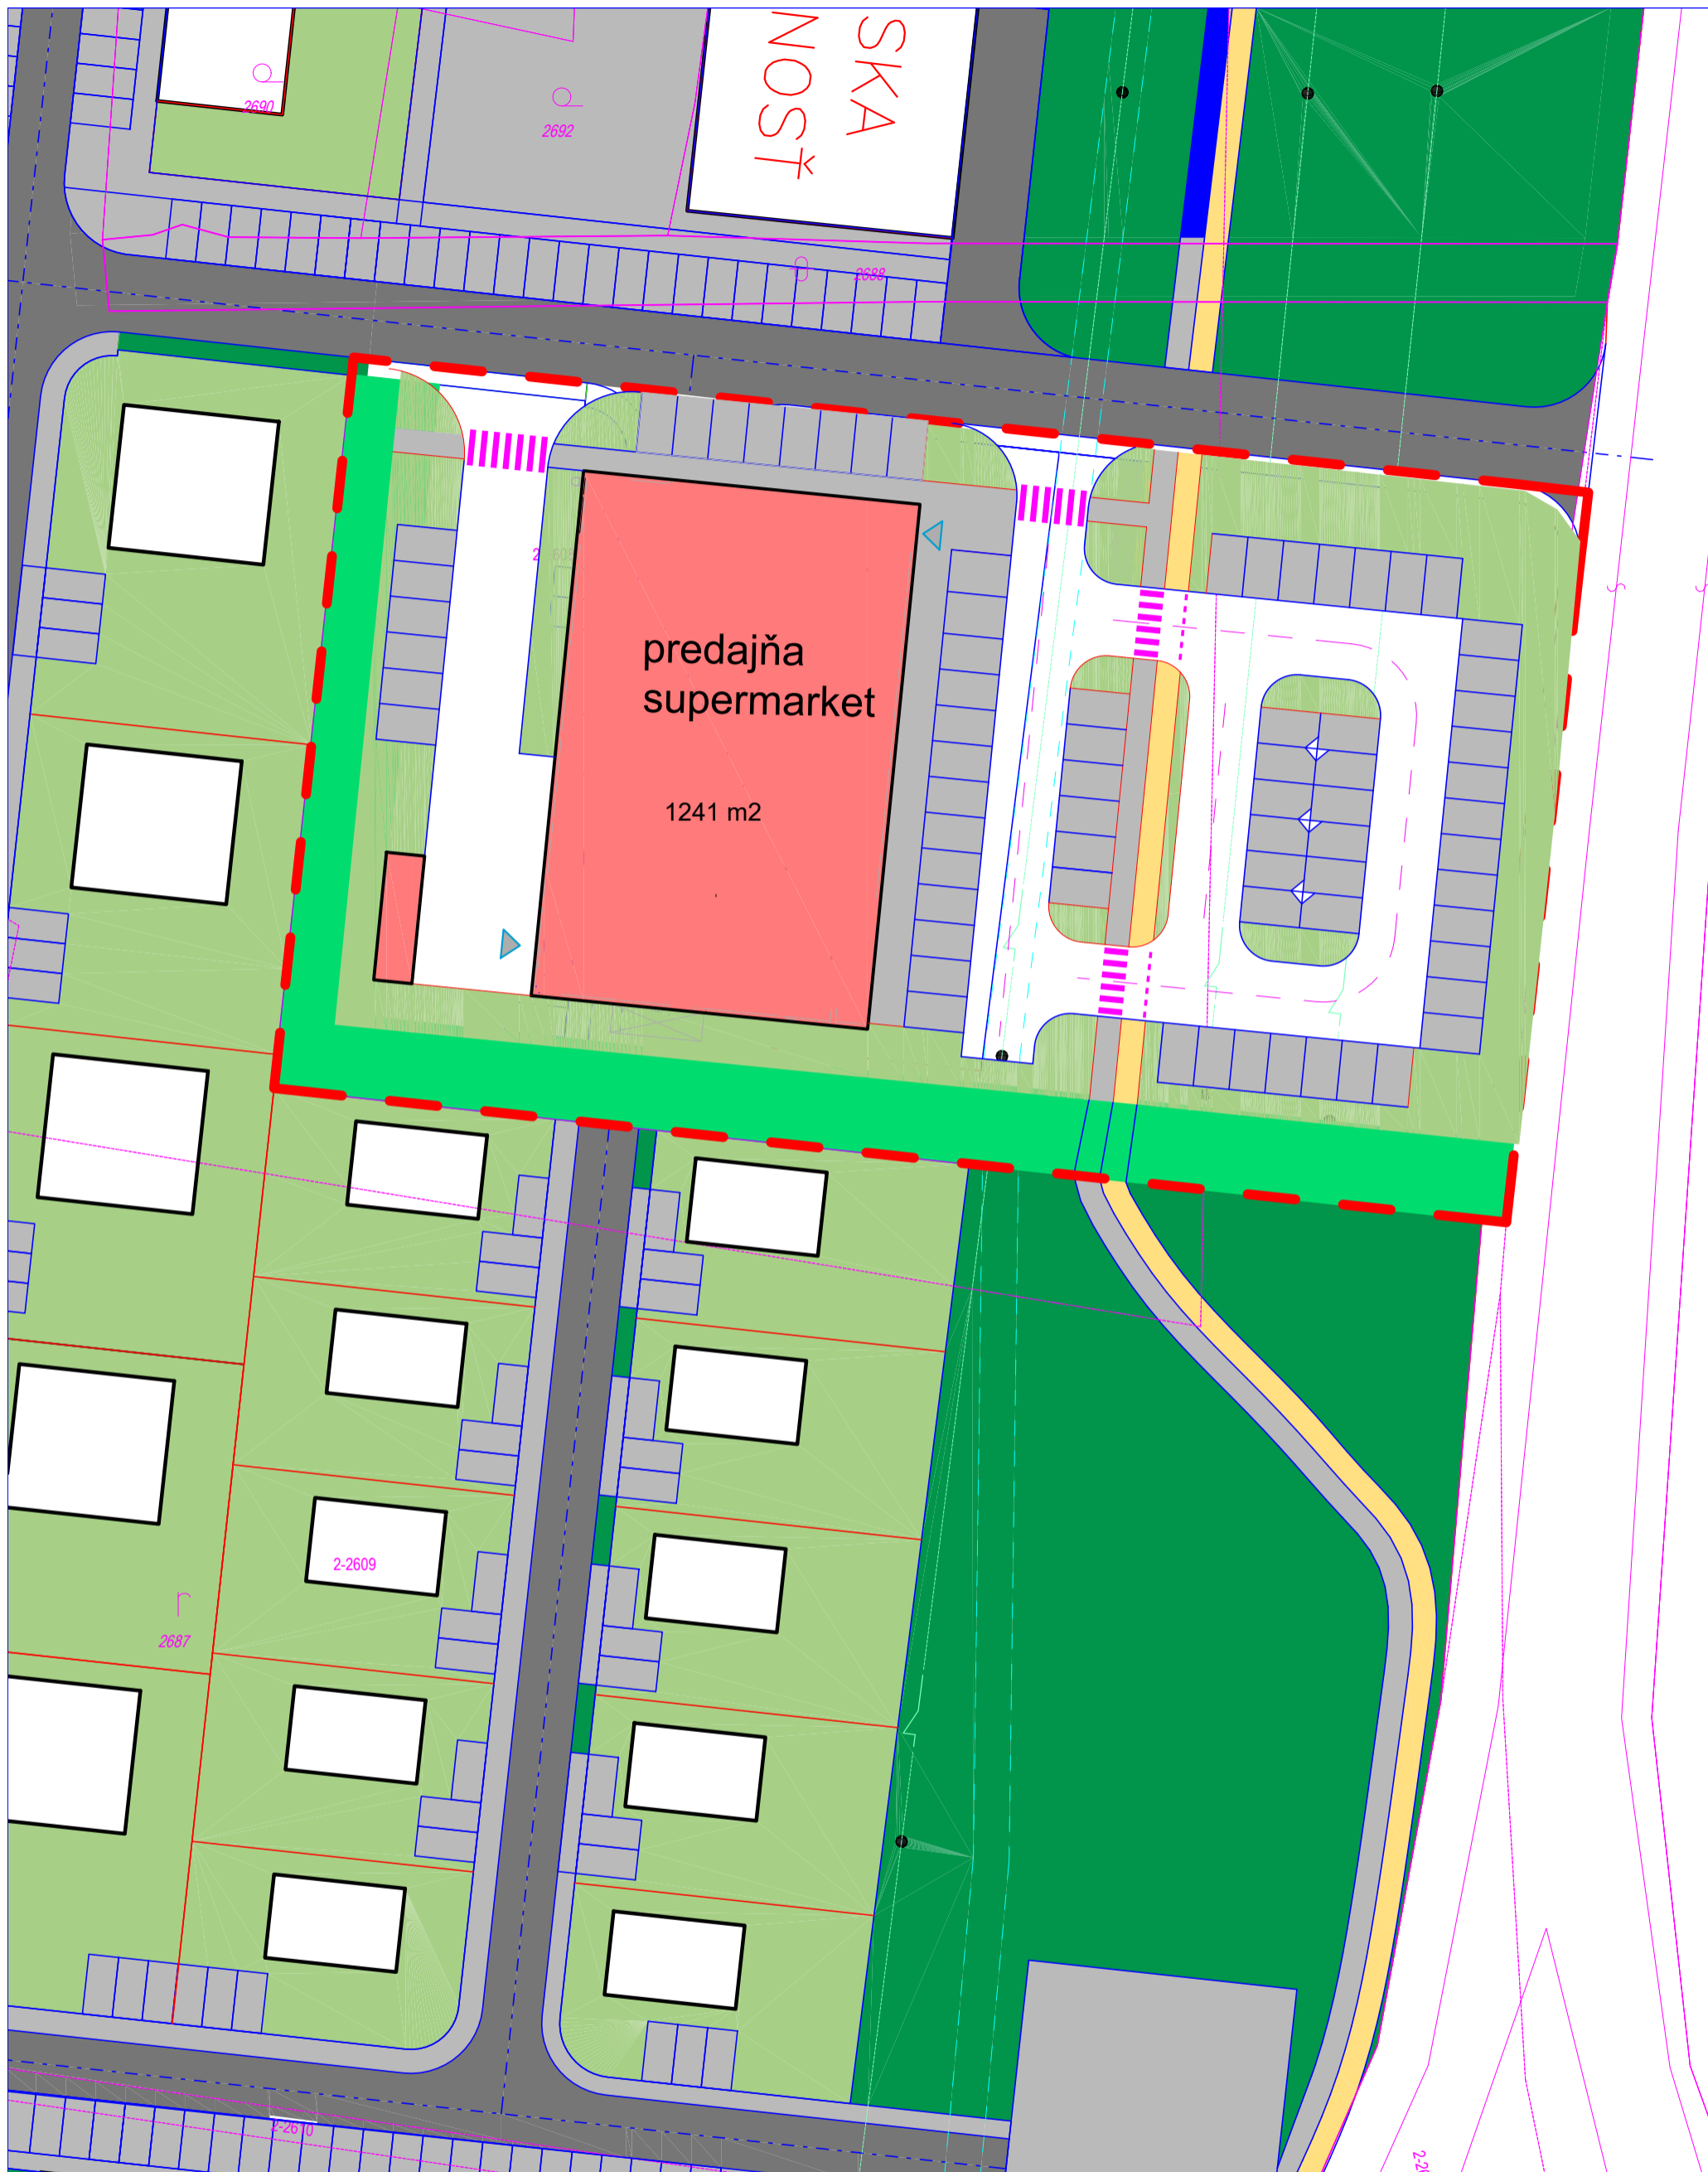 SKA
NOSŤ
q
2690
q
2692
2688
predajňa
supermarket
1241 m2
S
S
2-2609
r
2687
2-2610